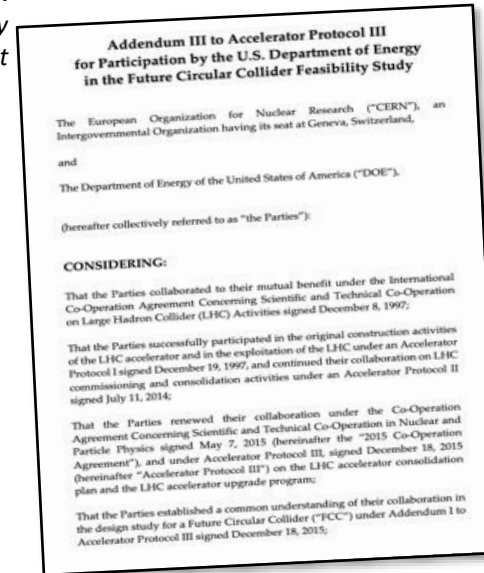 y
t
Addendum III to Accelerator Protocol III
for Participation by the U.S. Department of Energy
in the Future Circular Collider Feasibility Study
The European Organization for Nuclear Research ("CERN"), an
Intergovernmental Organization having its seat at Geneva, Switzerland,
and
The Department of Energy of the United States of America ("DOE"),
(hereafter collectively referred to as "the Parties"):
CONSIDERING:
That the Parties collaborated to their mutual benefit under the International
Co-Operation Agreement Concerning Scientific and Technical Co-Operation
on Large Hadron Collider (LHC) Activities signed December 8, 1997;
That the Parties successfully participated in the original construction activities
of the LHC accelerator and in the exploitation of the LHC under an Accelerator
Protocol I signed December 19, 1997, and continued their collaboration on LHC
commissioning and consolidation activities under an Accelerator Protocol II
signed July 11, 2014;
That the Parties renewed their collaboration under the Co-Operation
Agreement Concerning Scientific and Technical Co-Operation in Nuclear and
Particle Physics signed May 7, 2015 (hereinafter the "2015 Co-Operation
Agreement"), and under Accelerator Protocol III, signed December 18, 2015
(hereinafter "Accelerator Protocol III") on the LHC accelerator consolidation
plan and the LHC accelerator upgrade program;
That the Parties established a common understanding of their collaboration in
the design study for a Future Circular Collider ("FCC") under Addendum I to
Accelerator Protocol III signed December 18, 2015;